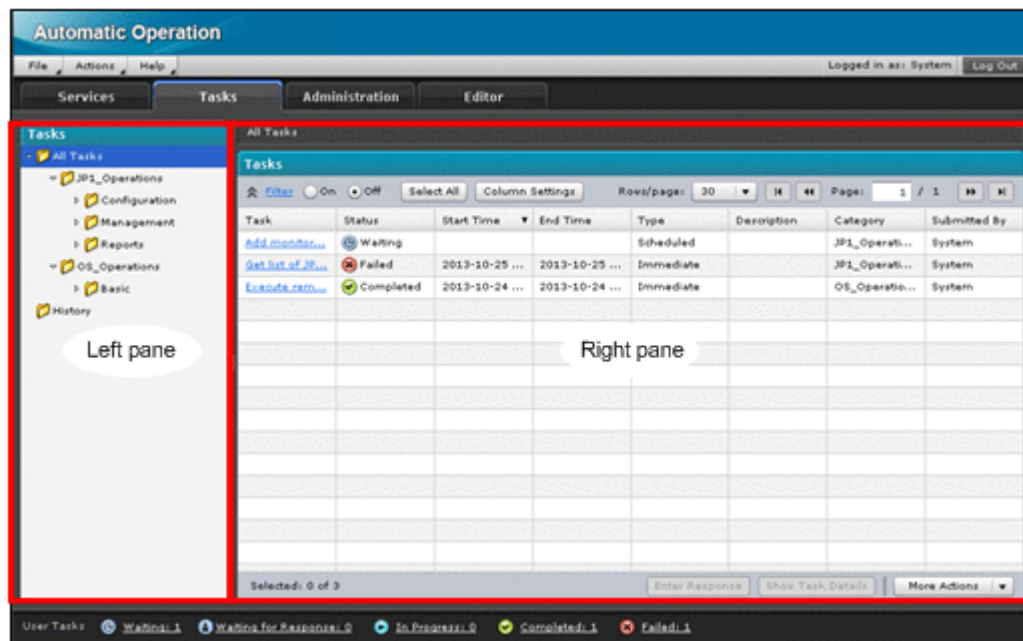 Automatic Operation
File Actions Help Logged in as: System Log Out
Services Tasks Administration Editor
Tasks
All Tasks
JP1_Operations
Configuration
Management
Reports
OS_Operations
Basic
History
Left pane
All Tasks
Tasks
Filter On Off Select All Column Settings Rows/page: 30 Page: 1 / 1
Task Status Start Time End Time Type Description Category Submitted By
Add monitor... Waiting Scheduled JP1_Operati... System
Get list of JP... Failed 2013-10-25 ... 2013-10-25 ... Immediate JP1_Operati... System
Execute rem... Completed 2013-10-24 ... 2013-10-24 ... Immediate OS_Operatio... System
Right pane
Selected: 0 of 3 Enter Response Show Task Details More Actions
User Tasks Waiting: 1 Waiting for Response: 0 In Progress: 0 Completed: 1 Failed: 1